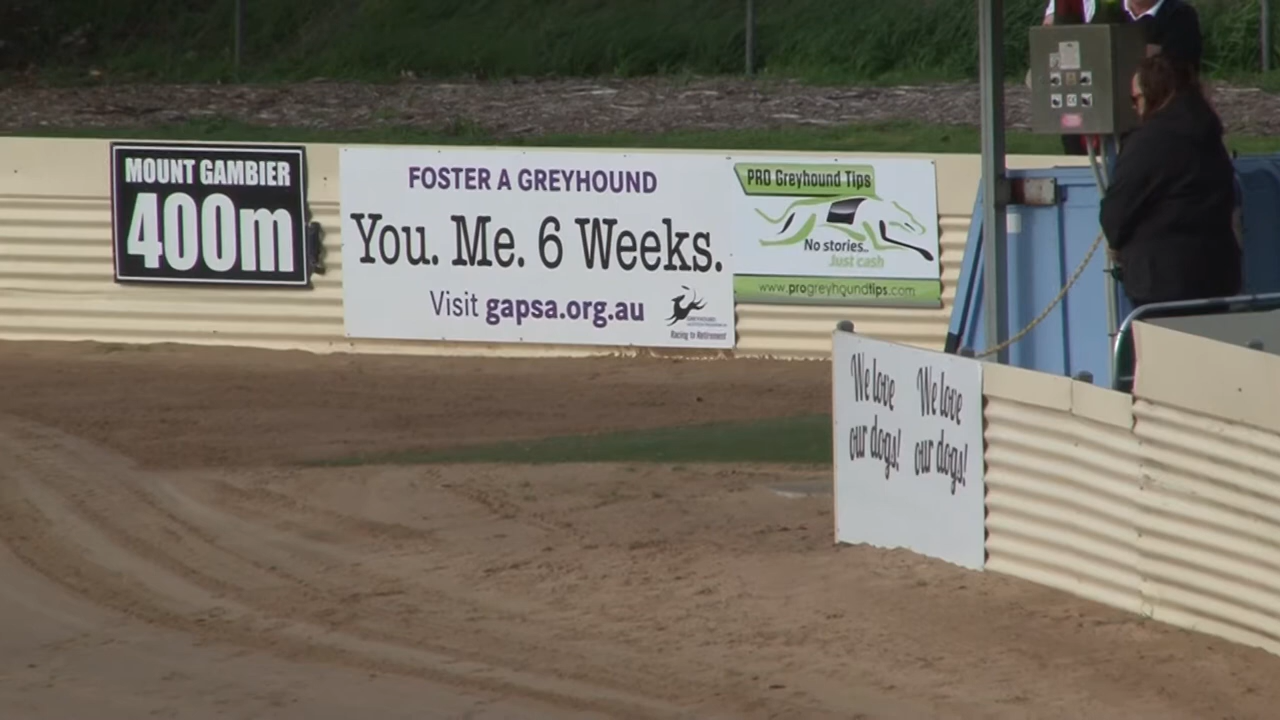 MOUNT GAMBIER
400m
FOSTER A GREYHOUND
You. Me. 6 Weeks.
Visit gapsa.org.au
Racing to Retirement
PRO Greyhound Tips
No stories..
Just cash
www.progreyhoundtips.com
We love
our dogs!
We love
our dogs!